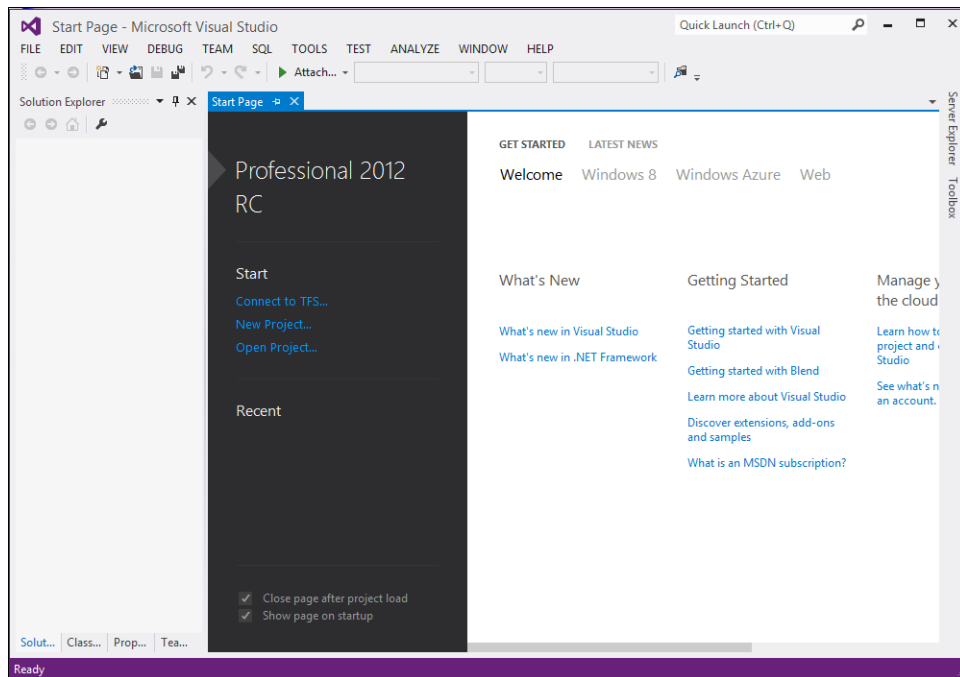 Start Page - Microsoft Visual Studio
Quick Launch (Ctrl+Q)
FILE EDIT VIEW DEBUG TEAM SQL TOOLS TEST ANALYZE WINDOW HELP
Attach...
Solution Explorer
Start Page
Server Explorer
Toolbox
Professional 2012
RC
Start
Connect to TFS...
New Project...
Open Project...
Recent
Close page after project load
Show page on startup
GET STARTED LATEST NEWS
Welcome Windows 8 Windows Azure Web
What's New
What's new in Visual Studio
What's new in .NET Framework
Getting Started
Getting started with Visual
Studio
Getting started with Blend
Learn more about Visual Studio
Discover extensions, add-ons
and samples
What is an MSDN subscription?
Manage y
the cloud
Learn how to
project and
Studio
See what's n
an account.
Solut... Class... Prop... Tea...
Ready